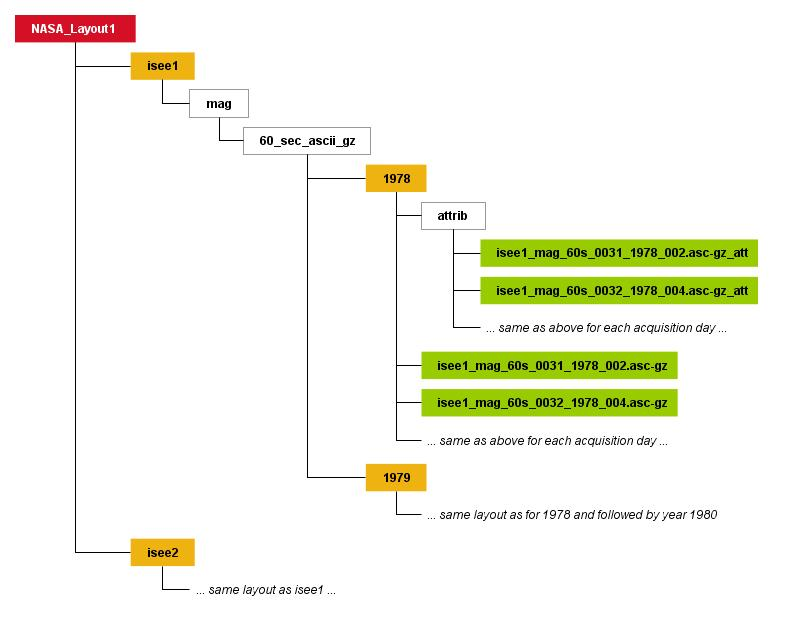 NASA_Layout1
isee1
mag
60_sec_ascii_gz
1978
attrib
isee1_mag_60s_0031_1978_002.asc-gz_att
isee1_mag_60s_0032_1978_004.asc-gz_att
... same as above for each acquisition day ...
isee1_mag_60s_0031_1978_002.asc-gz
isee1_mag_60s_0032_1978_004.asc-gz
... same as above for each acquisition day ...
1979
... same layout as for 1978 and followed by year 1980
isee2
... same layout as isee1 ...